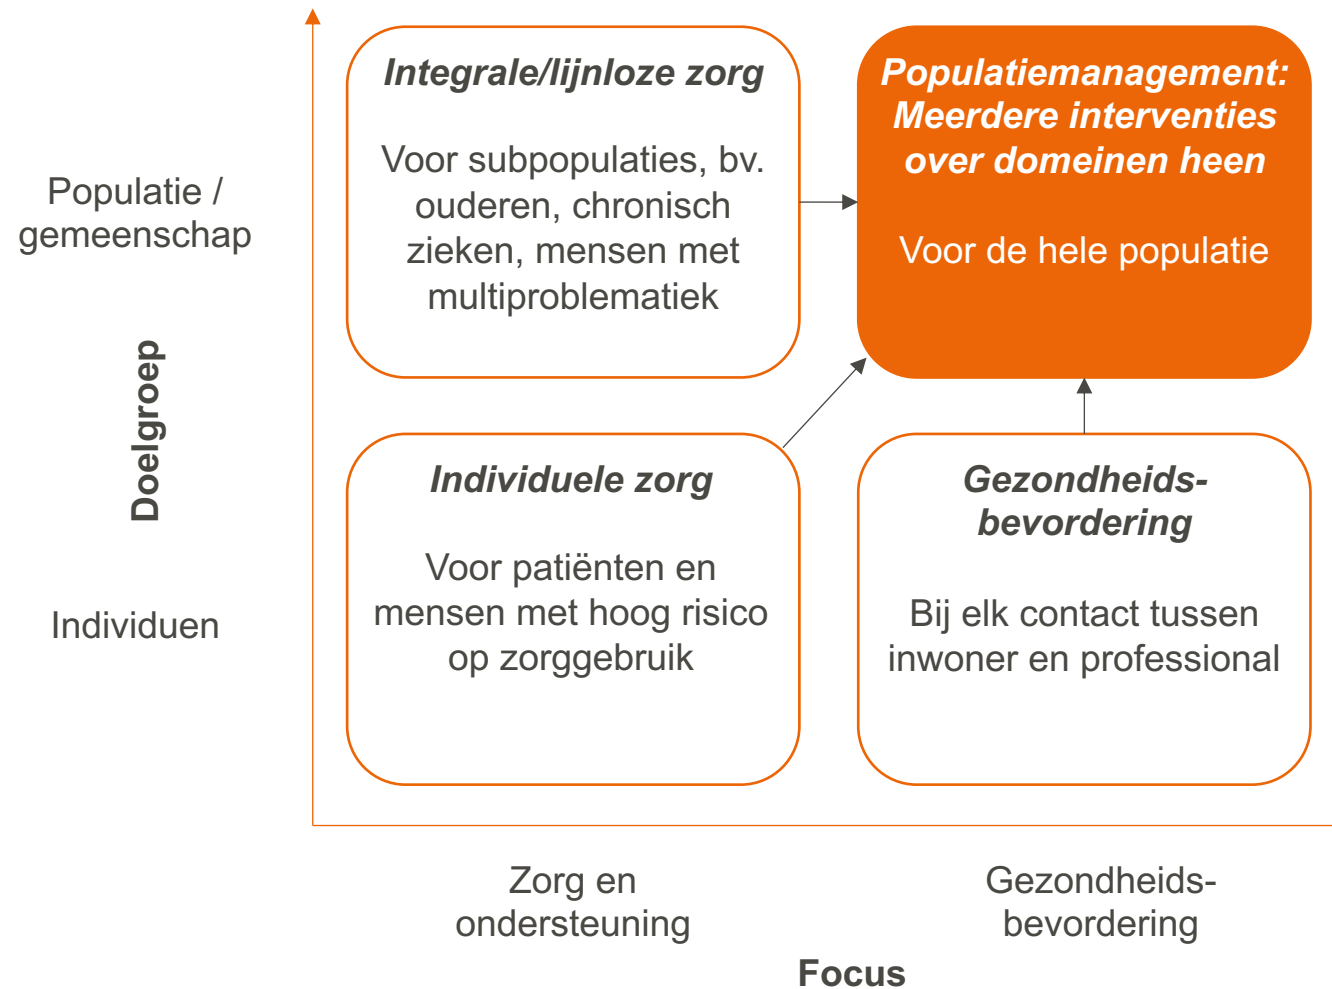 Integrale/lijnloze zorg
Voor subpopulaties, bv.
ouderen, chronisch
zieken, mensen met
multiproblematiek
Populatiemanagement:
Meerdere interventies
over domeinen heen
Voor de hele populatie
Populatie /
gemeenschap
Doelgroep
Individuen
Individuele zorg
Voor patiënten en
mensen met hoog risico
op zorggebruik
Gezondheids-
bevordering
Bij elk contact tussen
inwoner en professional
Zorg en
ondersteuning
Gezondheids-
bevordering
Focus